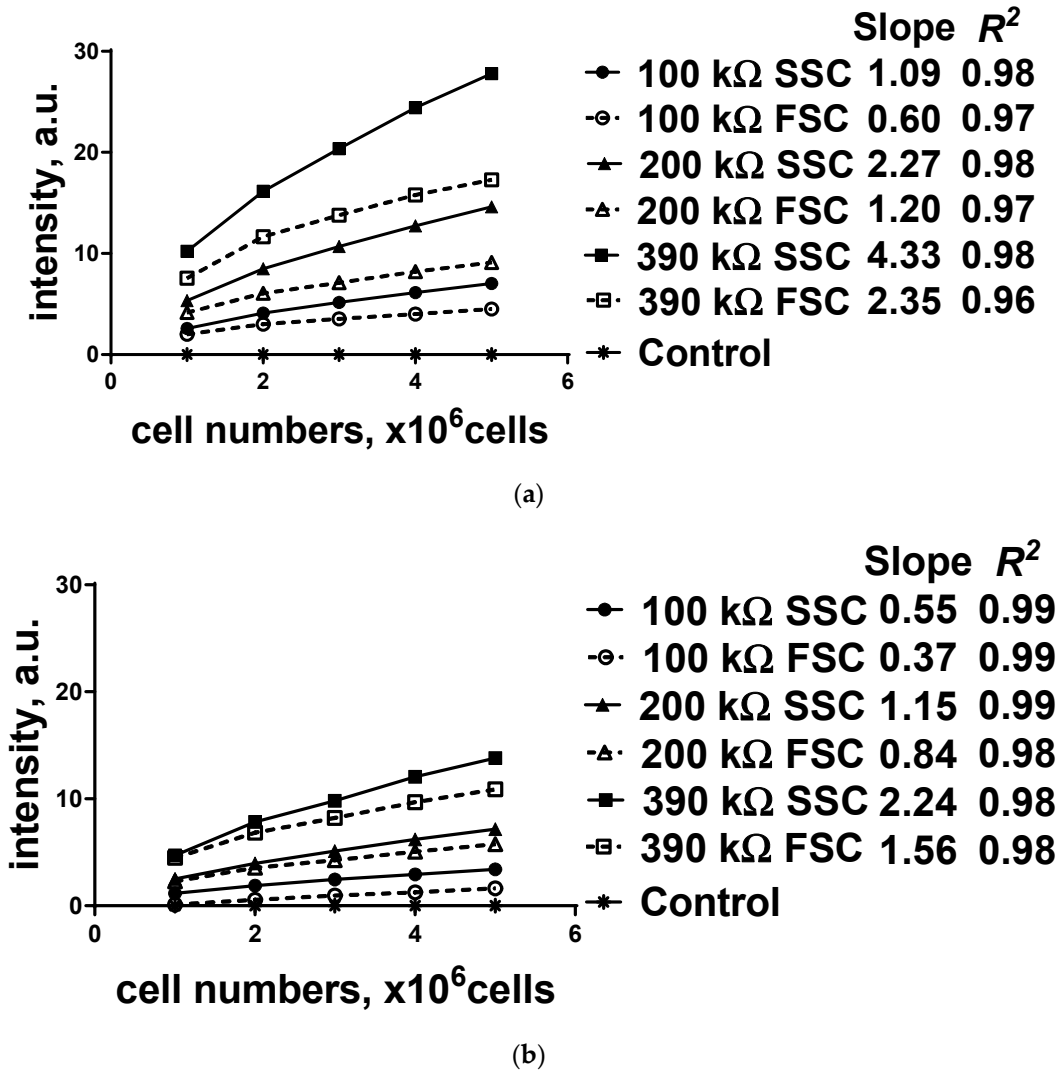 Slope R²
30
20
10
0
intensity, a.u.
100 kΩ SSC 1.09 0.98
100 kΩ FSC 0.60 0.97
200 kΩ SSC 2.27 0.98
200 kΩ FSC 1.20 0.97
390 kΩ SSC 4.33 0.98
390 kΩ FSC 2.35 0.96
Control
0 2 4 6
cell numbers, x10⁶cells
(a)
Slope R²
30
20
10
0
intensity, a.u.
100 kΩ SSC 0.55 0.99
100 kΩ FSC 0.37 0.99
200 kΩ SSC 1.15 0.99
200 kΩ FSC 0.84 0.98
390 kΩ SSC 2.24 0.98
390 kΩ FSC 1.56 0.98
Control
0 2 4 6
cell numbers, x10⁶cells
(b)